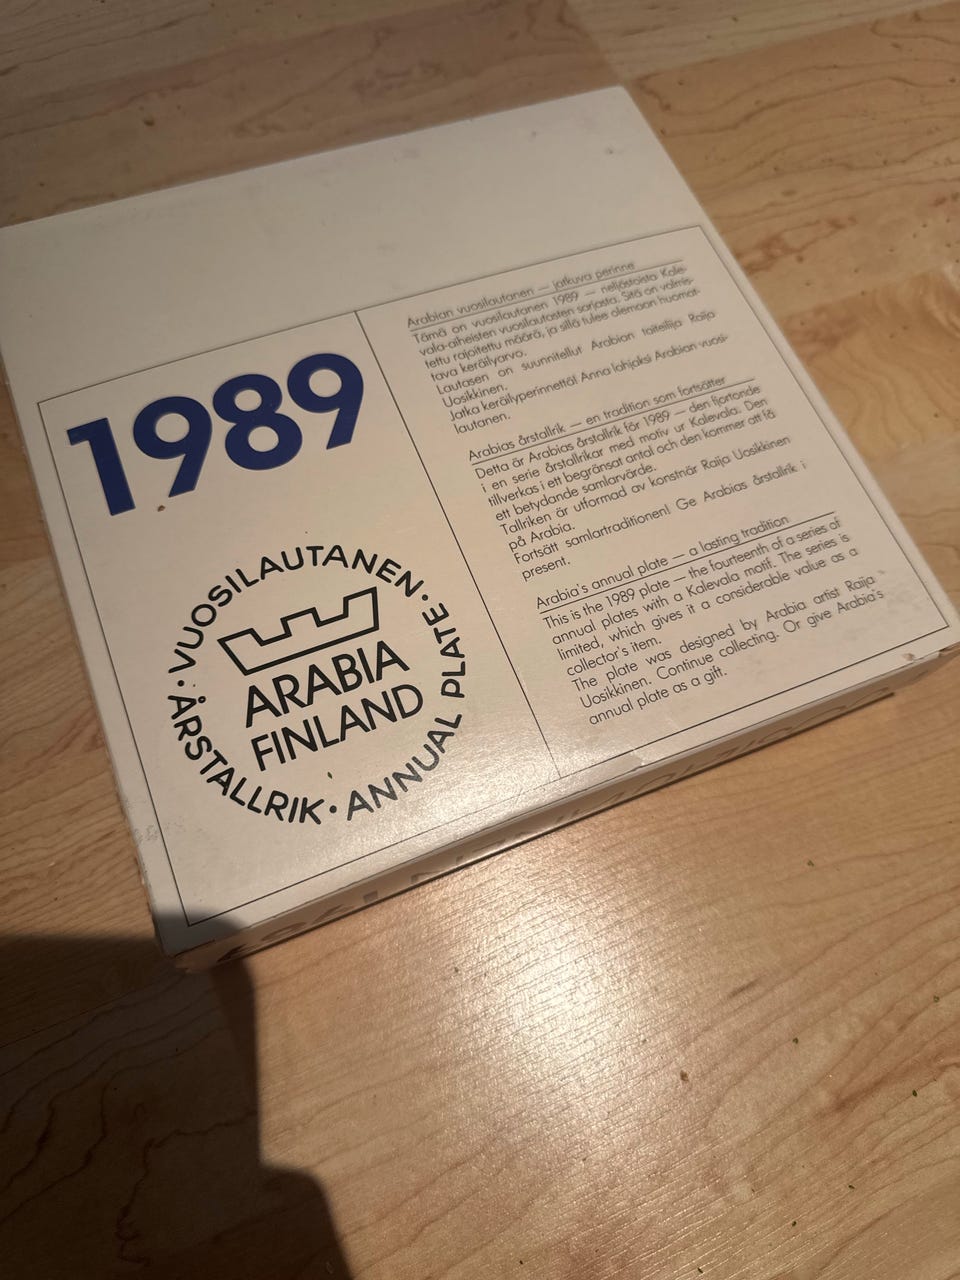 1989
• VUOSILAUTANEN • ANNUAL PLATE • ÅRSTALLRIK
ARABIA
FINLAND
Arabian vuosilautanen — jatkuva perinne
Tämä on vuosilautanen 1989 — neljästoista Kale-
vala-aiheisten vuosilautasten sarjasta. Sitä on valmis-
tettu rajoitettu määrä, ja sillä tulee olemaan huomat-
tava keräilyarvo.
Lautasen on suunnitellut Arabian taiteilija Raija
Uosikkinen.
Jatka keräilyperinnettä! Anna lahjaksi Arabian vuosi-
lautanen.
Arabias årstallrik — en tradition som fortsätter
Detta är Arabias årstallrik för 1989 — den fjortonde
i en serie årstallrikar med motiv ur Kalevala. Den
tillverkas i ett begränsat antal och den kommer att få
ett betydande samlarvärde.
Tallriken är utformad av konstnär Raija Uosikkinen
på Arabia.
Fortsätt samlartraditionen! Ge Arabias årstallrik i
present.
Arabia's annual plate — a lasting tradition
This is the 1989 plate — the fourteenth of a series of
annual plates with a Kalevala motif. The series is
limited, which gives it a considerable value as a
collector's item.
The plate was designed by Arabia artist Raija
Uosikkinen. Continue collecting. Or give Arabia's
annual plate as a gift.